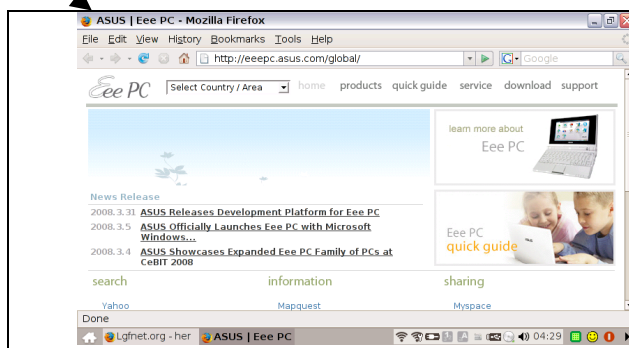 ASUS | Eee PC - Mozilla Firefox
File Edit View History Bookmarks Tools Help
http://eeepc.asus.com/global/ G Google
Eee PC Select Country / Area home products quick guide service download support
learn more about
Eee PC
News Release
2008.3.31 ASUS Releases Development Platform for Eee PC
2008.3.5 ASUS Officially Launches Eee PC with Microsoft
Windows...
2008.3.4 ASUS Showcases Expanded Eee PC Family of PCs at
CeBIT 2008
Eee PC
quick guide
search information sharing
Yahoo Mapquest Myspace
Done
Lgfnet.org - her ASUS | Eee PC 04:29